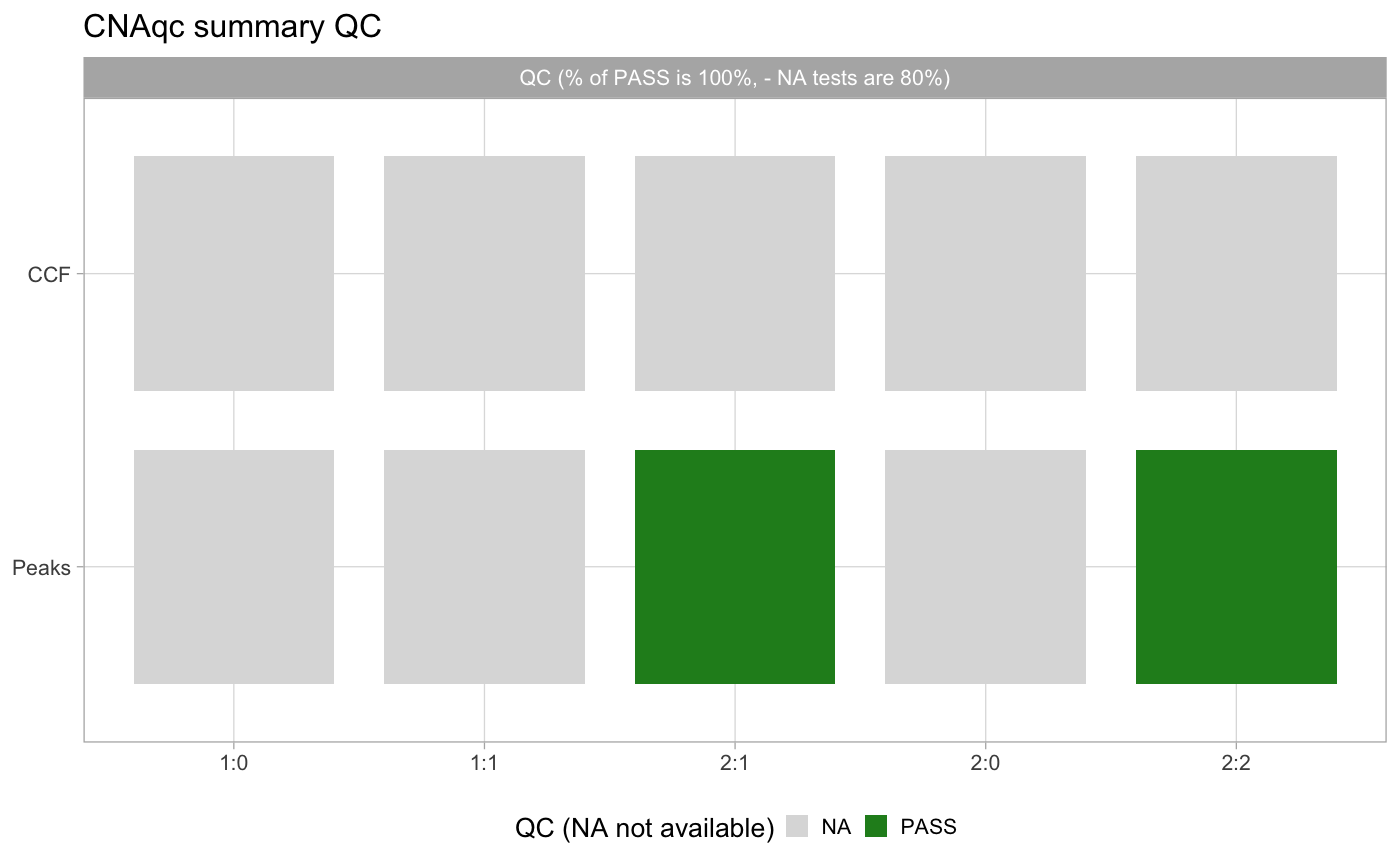 CNAqc summary QC
QC (% of PASS is 100%, - NA tests are 80%)
CCF
Peaks
1:0 1:1 2:1 2:0 2:2
QC (NA not available) NA PASS